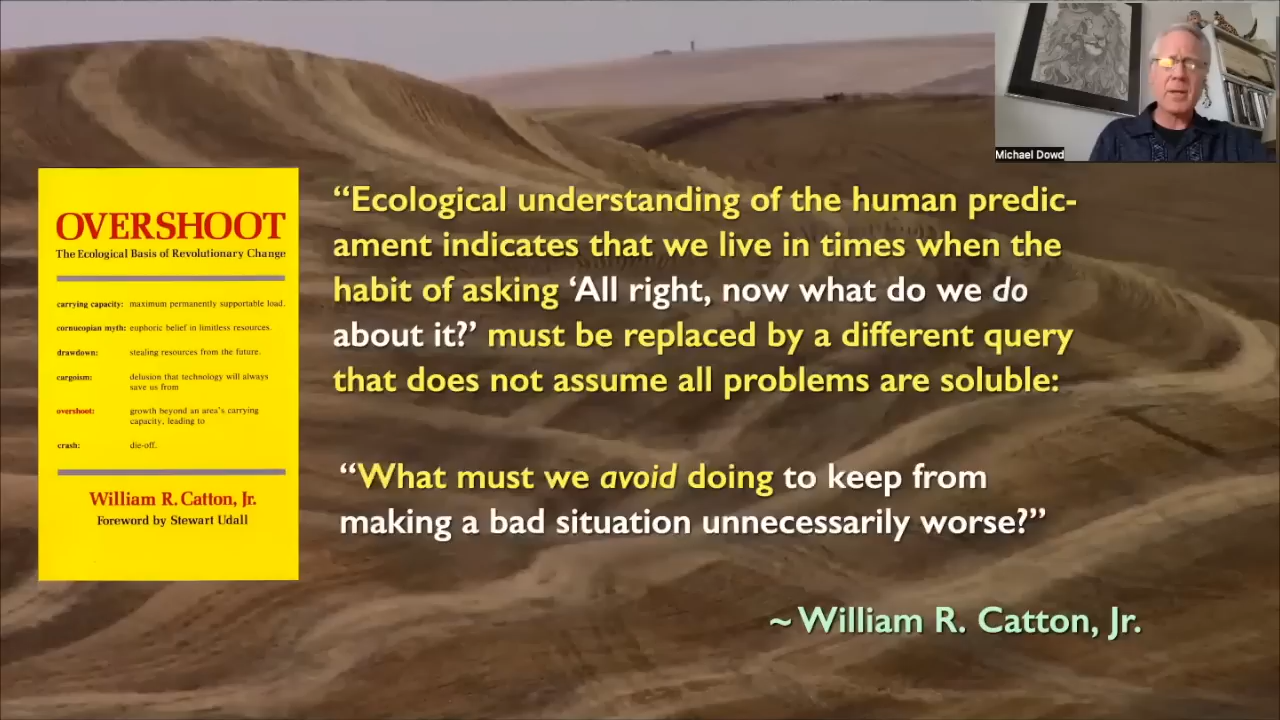 Michael Dowd
OVERSHOOT
The Ecological Basis of Revolutionary Change
carrying capacity: maximum permanently supportable load.
cornucopian myth: euphoric belief in limitless resources.
drawdown: stealing resources from the future.
cargoism: delusion that technology will always
save us from
overshoot: growth beyond an area's carrying
capacity, leading to
crash: die-off.
William R. Catton, Jr.
Foreword by Stewart Udall
“Ecological understanding of the human predic-
ament indicates that we live in times when the
habit of asking ‘All right, now what do we do
about it?’ must be replaced by a different query
that does not assume all problems are soluble:
“What must we avoid doing to keep from
making a bad situation unnecessarily worse?”
~ William R. Catton, Jr.